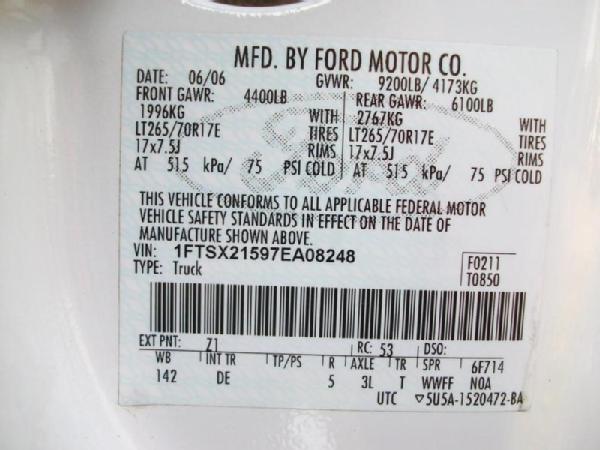 MFD. BY FORD MOTOR CO.
DATE: 06/06 GVWR: 9200LB/ 4173KG
FRONT GAWR: 4400LB REAR GAWR: 6100LB
1996KG WITH 2767KG WITH
LT265/70R17E TIRES LT265/70R17E TIRES
17x7.5J RIMS 17x7.5J RIMS
AT 515 kPa/ 75 PSI COLD AT 515 kPa/ 75 PSI COLD
THIS VEHICLE CONFORMS TO ALL APPLICABLE FEDERAL MOTOR
VEHICLE SAFETY STANDARDS IN EFFECT ON THE DATE OF
MANUFACTURE SHOWN ABOVE.
VIN: 1FTSX21597EA08248 F0211
TYPE: Truck T0850
EXT PNT: Z1 RC: 53 DSO:
WB INT TR TP/PS R AXLE TR SPR 6F714
142 DE 5 3L T WWFF NOA
UTC ▽5U5A-1520472-BA
Ford